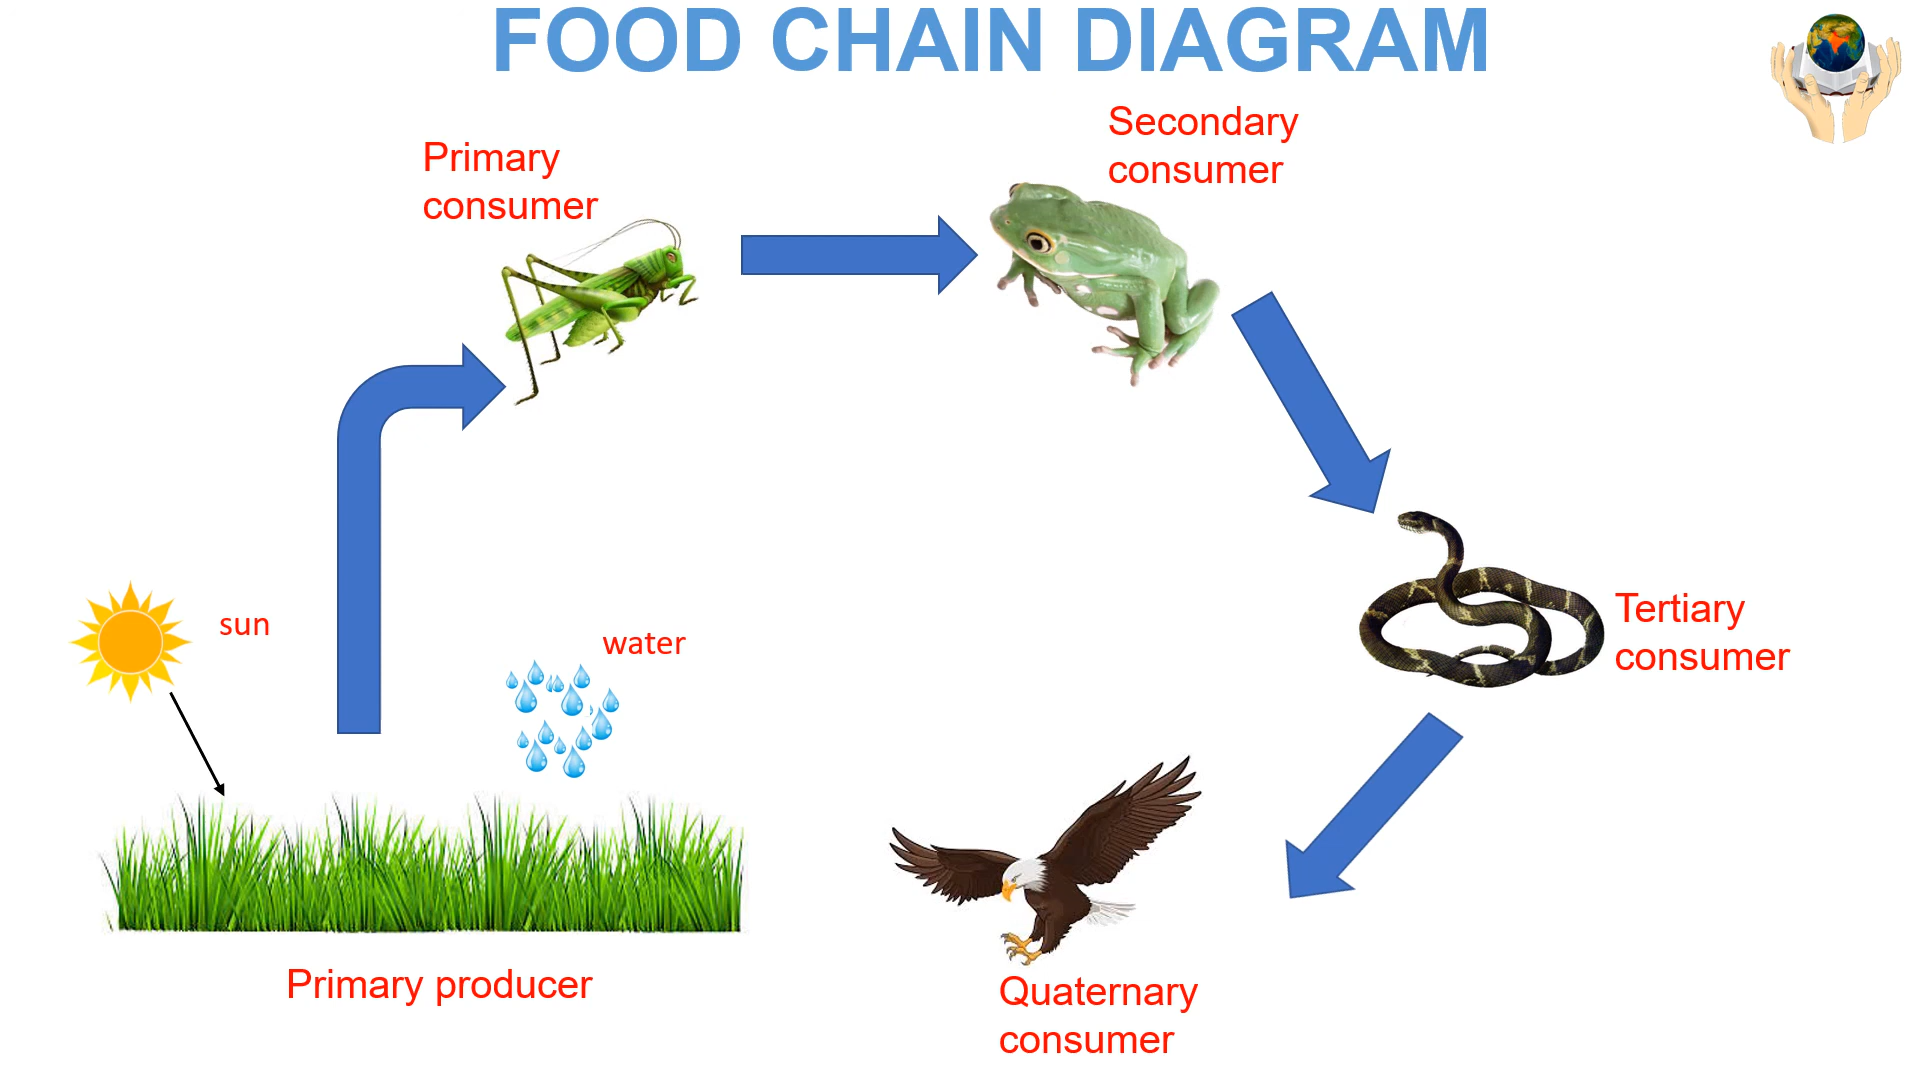 FOOD CHAIN DIAGRAM
Primary
consumer
Secondary
consumer
Tertiary
consumer
sun
water
Primary producer
Quaternary
consumer